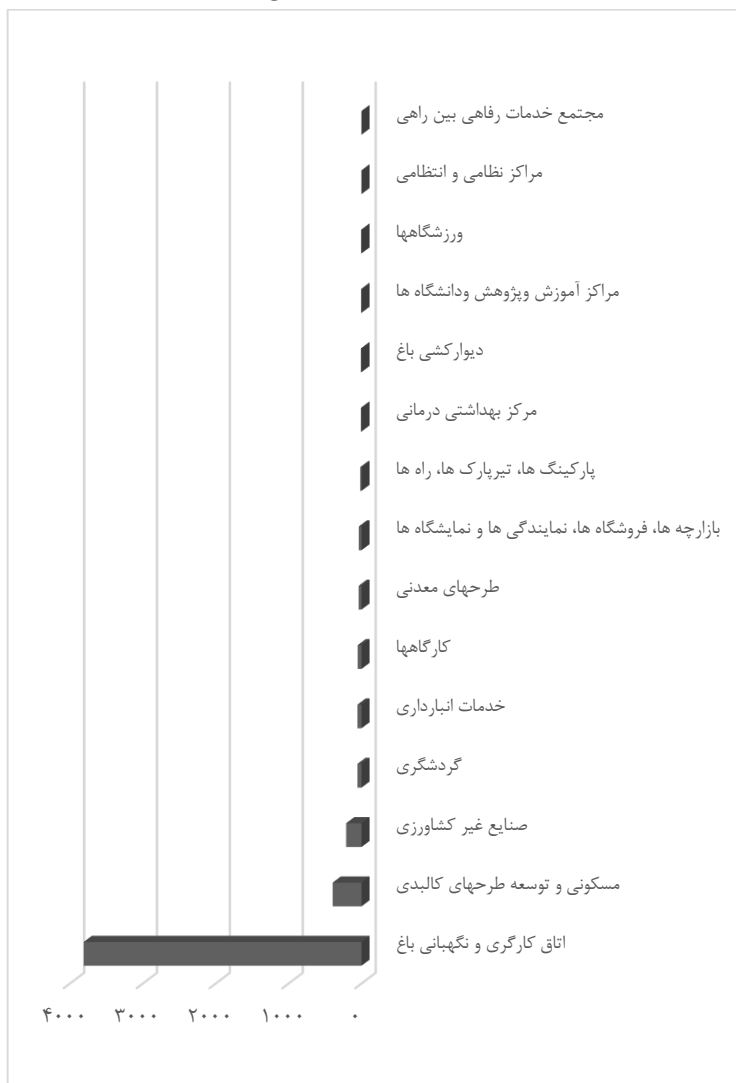 مجتمع خدمات رفاهی بین راهی
مراکز نظامی و انتظامی
ورزشگاهها
مراکز آموزش وپژوهش ودانشگاه ها
دیوارکشی باغ
مرکز بهداشتی درمانی
پارکینگ ها، تیرپارک ها، راه ها
بازارچه ها، فروشگاه ها، نمایندگی ها و نمایشگاه ها
طرحهای معدنی
کارگاهها
خدمات انبارداری
گردشگری
صنایع غیر کشاورزی
مسکونی و توسعه طرحهای کالبدی
اتاق کارگری و نگهبانی باغ
۰ ۱۰۰۰ ۲۰۰۰ ۳۰۰۰ ۴۰۰۰